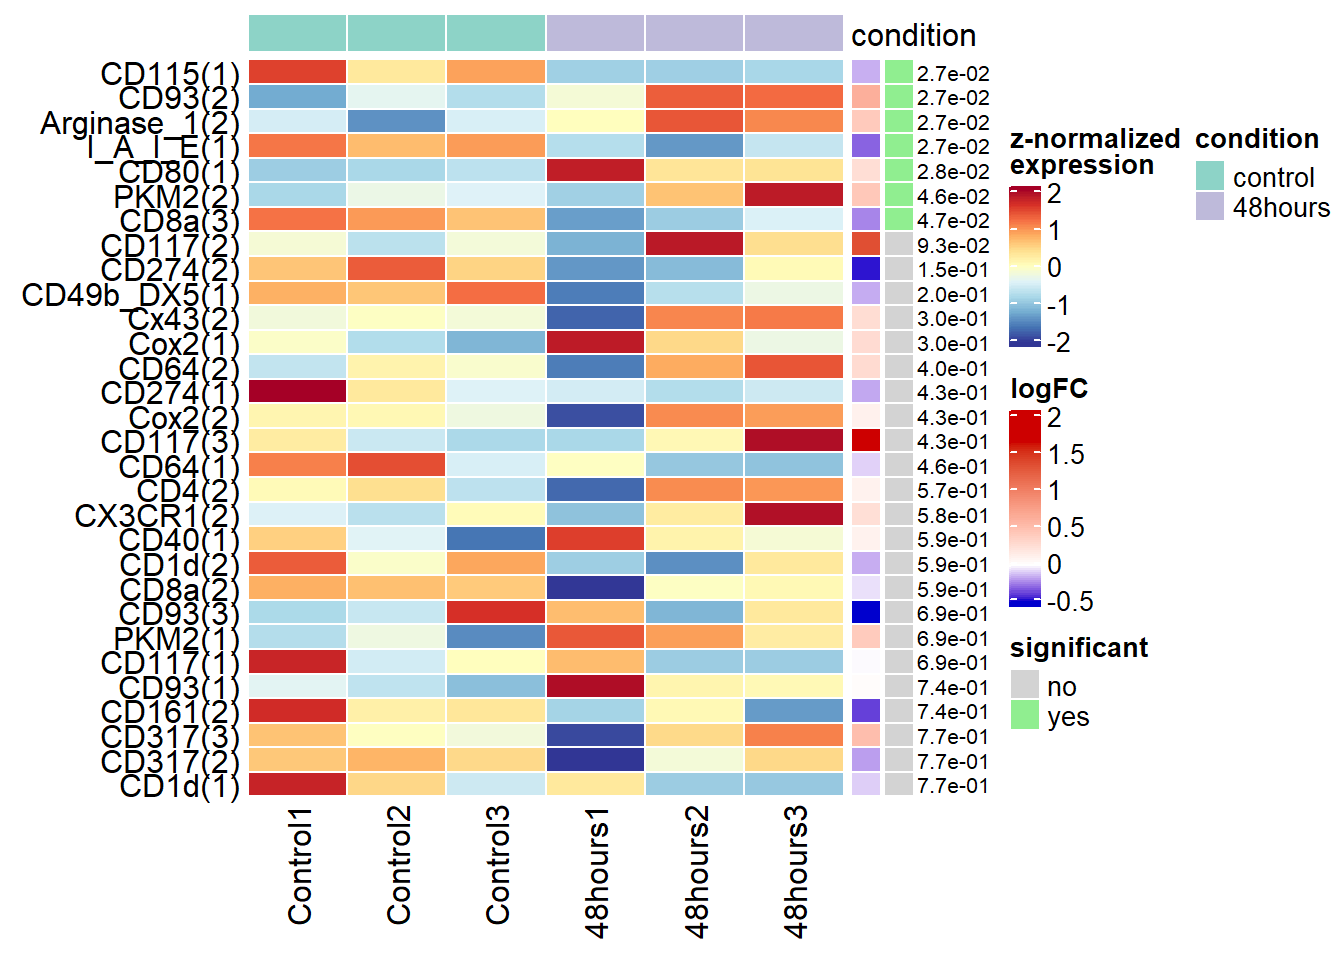 condition
CD115(1) 2.7e-02
CD93(2) 2.7e-02
Arginase_1(2) 2.7e-02
I_A_I_E(1) 2.7e-02
CD80(1) 2.8e-02
PKM2(2) 4.6e-02
CD8a(3) 4.7e-02
CD117(2) 9.3e-02
CD274(2) 1.5e-01
CD49b_DX5(1) 2.0e-01
Cx43(2) 3.0e-01
Cox2(1) 3.0e-01
CD64(2) 4.0e-01
CD274(1) 4.3e-01
Cox2(2) 4.3e-01
CD117(3) 4.3e-01
CD64(1) 4.6e-01
CD4(2) 5.7e-01
CX3CR1(2) 5.8e-01
CD40(1) 5.9e-01
CD1d(2) 5.9e-01
CD8a(2) 5.9e-01
CD93(3) 6.9e-01
PKM2(1) 6.9e-01
CD117(1) 6.9e-01
CD93(1) 7.4e-01
CD161(2) 7.4e-01
CD317(3) 7.7e-01
CD317(2) 7.7e-01
CD1d(1) 7.7e-01
Control1
Control2
Control3
48hours1
48hours2
48hours3
z-normalized
expression
2
1
0
-1
-2
logFC
2
1.5
1
0.5
0
-0.5
significant
no
yes
condition
control
48hours